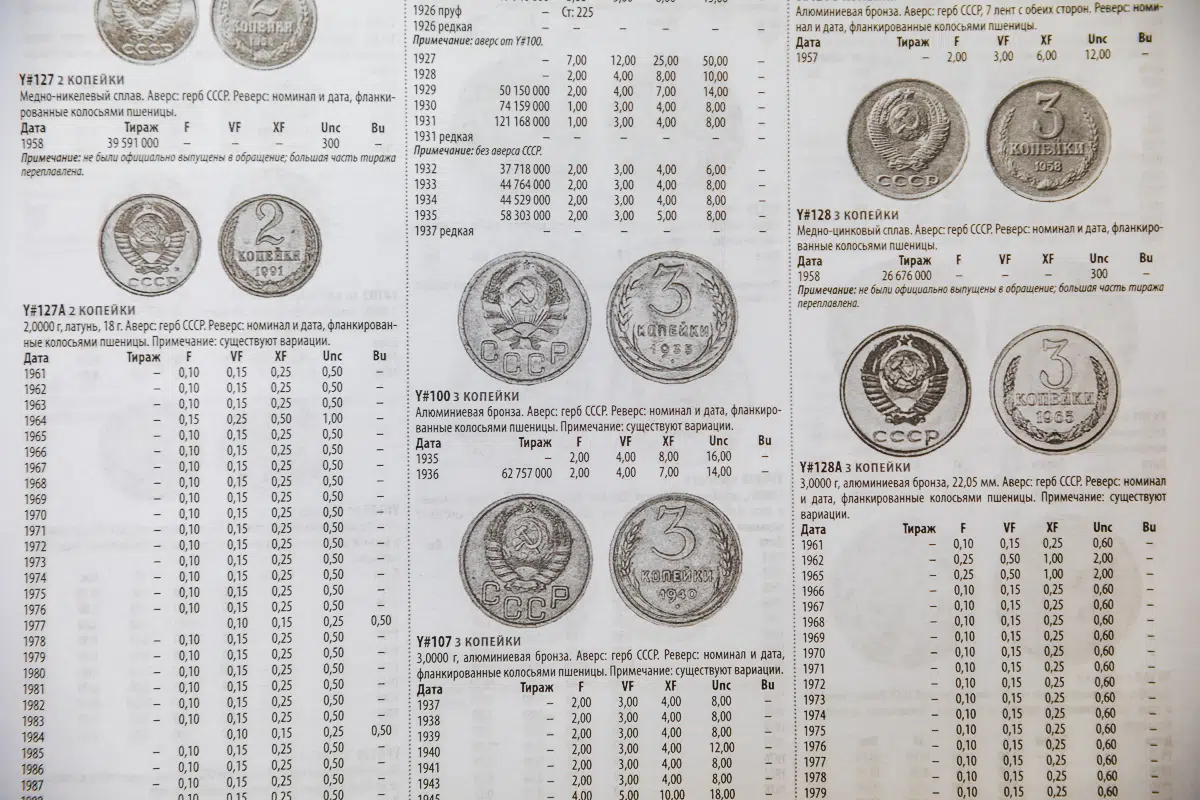 СССР
2
КОПЕЙКИ
1958
Y#127 2 КОПЕЙКИ
Медно-никелевый сплав. Аверс: герб СССР. Реверс: номинал и дата, фланки-
рованные колосьями пшеницы.
Дата Тираж F VF XF Unc Bu
1958 39 591 000 – – – 300 –
Примечание: не были официально выпущены в обращение; большая часть тиража
переплавлена.
СССР
2
КОПЕЙКИ
1991
Y#127A 2 КОПЕЙКИ
2,0000 г, латунь, 18 г. Аверс: герб СССР. Реверс: номинал и дата, фланкирован-
ные колосьями пшеницы. Примечание: существуют вариации.
Дата Тираж F VF XF Unc Bu
1961 – 0,10 0,15 0,25 0,50 –
1962 – 0,10 0,15 0,25 0,50 –
1963 – 0,10 0,15 0,25 0,50 –
1964 – 0,15 0,25 0,50 1,00 –
1965 – 0,10 0,15 0,25 0,50 –
1966 – 0,10 0,15 0,25 0,50 –
1967 – 0,10 0,15 0,25 0,50 –
1968 – 0,10 0,15 0,25 0,50 –
1969 – 0,10 0,15 0,25 0,50 –
1970 – 0,10 0,15 0,25 0,50 –
1971 – 0,10 0,15 0,25 0,50 –
1972 – 0,10 0,15 0,25 0,50 –
1973 – 0,10 0,15 0,25 0,50 –
1974 – 0,10 0,15 0,25 0,50 –
1975 – 0,10 0,15 0,25 0,50 –
1976 – 0,10 0,15 0,25 0,50 –
1977 0,10 0,15 0,25 0,50
1978 – 0,10 0,15 0,25 0,50 –
1979 – 0,10 0,15 0,25 0,50 –
1980 – 0,10 0,15 0,25 0,50 –
1981 – 0,10 0,15 0,25 0,50 –
1982 – 0,10 0,15 0,25 0,50 –
1983 – 0,10 0,15 0,25 0,50 –
1984 0,10 0,15 0,25 0,50
1985 – 0,10 0,15 0,25 0,50 –
1986 – 0,10 0,15 0,25 0,50 –
1987 – 0,10 0,15 0,25 0,50 –
1926 пруф – Ст: 225
1926 редкая – – – – –
Примечание: аверс от Y#100.
1927 – 7,00 12,00 25,00 50,00 –
1928 – 2,00 4,00 8,00 10,00 –
1929 50 150 000 2,00 4,00 7,00 14,00 –
1930 74 159 000 1,00 3,00 4,00 8,00 –
1931 121 168 000 1,00 3,00 4,00 8,00 –
1931 редкая – – – – – –
Примечание: без аверса СССР.
1932 37 718 000 2,00 3,00 4,00 6,00 –
1933 44 764 000 2,00 3,00 4,00 8,00 –
1934 44 529 000 2,00 3,00 4,00 8,00 –
1935 58 303 000 2,00 3,00 5,00 8,00 –
1937 редкая – – – – – –
СССР
3
КОПЕЙКИ
1935
Y#100 3 КОПЕЙКИ
Алюминиевая бронза. Аверс: герб СССР. Реверс: номинал и дата, фланкиро-
ванные колосьями пшеницы. Примечание: существуют вариации.
Дата Тираж F VF XF Unc Bu
1935 – 2,00 4,00 8,00 16,00 –
1936 62 757 000 2,00 4,00 7,00 14,00 –
СССР
3
КОПЕЙКИ
1940
Y#107 3 КОПЕЙКИ
3,0000 г, алюминиевая бронза. Аверс: герб СССР. Реверс: номинал и дата,
фланкированные колосьями пшеницы. Примечание: существуют вариации.
Дата Тираж F VF XF Unc Bu
1937 – 2,00 3,00 4,00 8,00 –
1938 – 2,00 3,00 4,00 8,00 –
1939 – 2,00 3,00 4,00 8,00 –
1940 – 2,00 3,00 4,00 12,00 –
1941 – 2,00 3,00 4,00 8,00 –
1943 – 2,00 3,00 4,00 8,00 –
1945 – 4,00 5,00 10,00 18,00 –
Алюминиевая бронза. Аверс: герб СССР, 7 лент с обеих сторон. Реверс: номи-
нал и дата, фланкированные колосьями пшеницы.
Дата Тираж F VF XF Unc Bu
1957 – 2,00 3,00 6,00 12,00 –
СССР
3
КОПЕЙКИ
1958
Y#128 3 КОПЕЙКИ
Медно-цинковый сплав. Аверс: герб СССР. Реверс: номинал и дата, фланкиро-
ванные колосьями пшеницы.
Дата Тираж F VF XF Unc Bu
1958 26 676 000 – – – 300 –
Примечание: не были официально выпущены в обращение; большая часть тиража
переплавлена.
СССР
3
КОПЕЙКИ
1965
Y#128A 3 КОПЕЙКИ
3,0000 г, алюминиевая бронза, 22,05 мм. Аверс: герб СССР. Реверс: номинал
и дата, фланкированные колосьями пшеницы. Примечание: существуют
вариации.
Дата Тираж F VF XF Unc Bu
1961 – 0,10 0,15 0,25 0,60 –
1962 – 0,25 0,50 1,00 2,00 –
1965 – 0,25 0,50 1,00 2,00 –
1966 – 0,10 0,15 0,25 0,60 –
1967 – 0,10 0,15 0,25 0,60 –
1968 – 0,10 0,15 0,25 0,60 –
1969 – 0,10 0,15 0,25 0,60 –
1970 – 0,10 0,15 0,25 0,60 –
1971 – 0,10 0,15 0,25 0,60 –
1972 – 0,10 0,15 0,25 0,60 –
1973 – 0,10 0,15 0,25 0,60 –
1974 – 0,10 0,15 0,25 0,60 –
1975 – 0,10 0,15 0,25 0,60 –
1976 – 0,10 0,15 0,25 0,60 –
1977 – 0,10 0,15 0,25 0,60 –
1978 – 0,10 0,15 0,25 0,60 –
1979 – 0,10 0,15 0,25 0,60 –